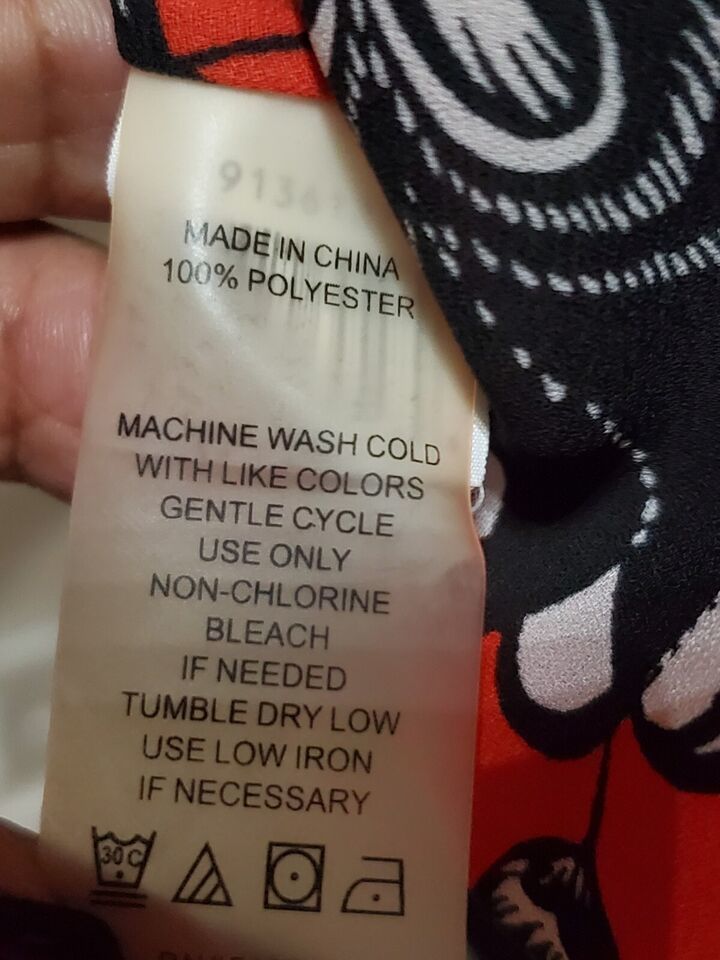 MADE IN CHINA
100% POLYESTER
MACHINE WASH COLD
WITH LIKE COLORS
GENTLE CYCLE
USE ONLY
NON-CHLORINE
BLEACH
IF NEEDED
TUMBLE DRY LOW
USE LOW IRON
IF NECESSARY
30 C